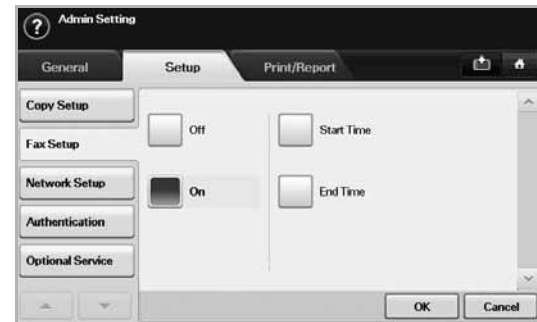 ? Admin Setting
General Setup Print/Report
Copy Setup
Off Start Time
Fax Setup
Network Setup
On End Time
Authentication
Optional Service
OK Cancel